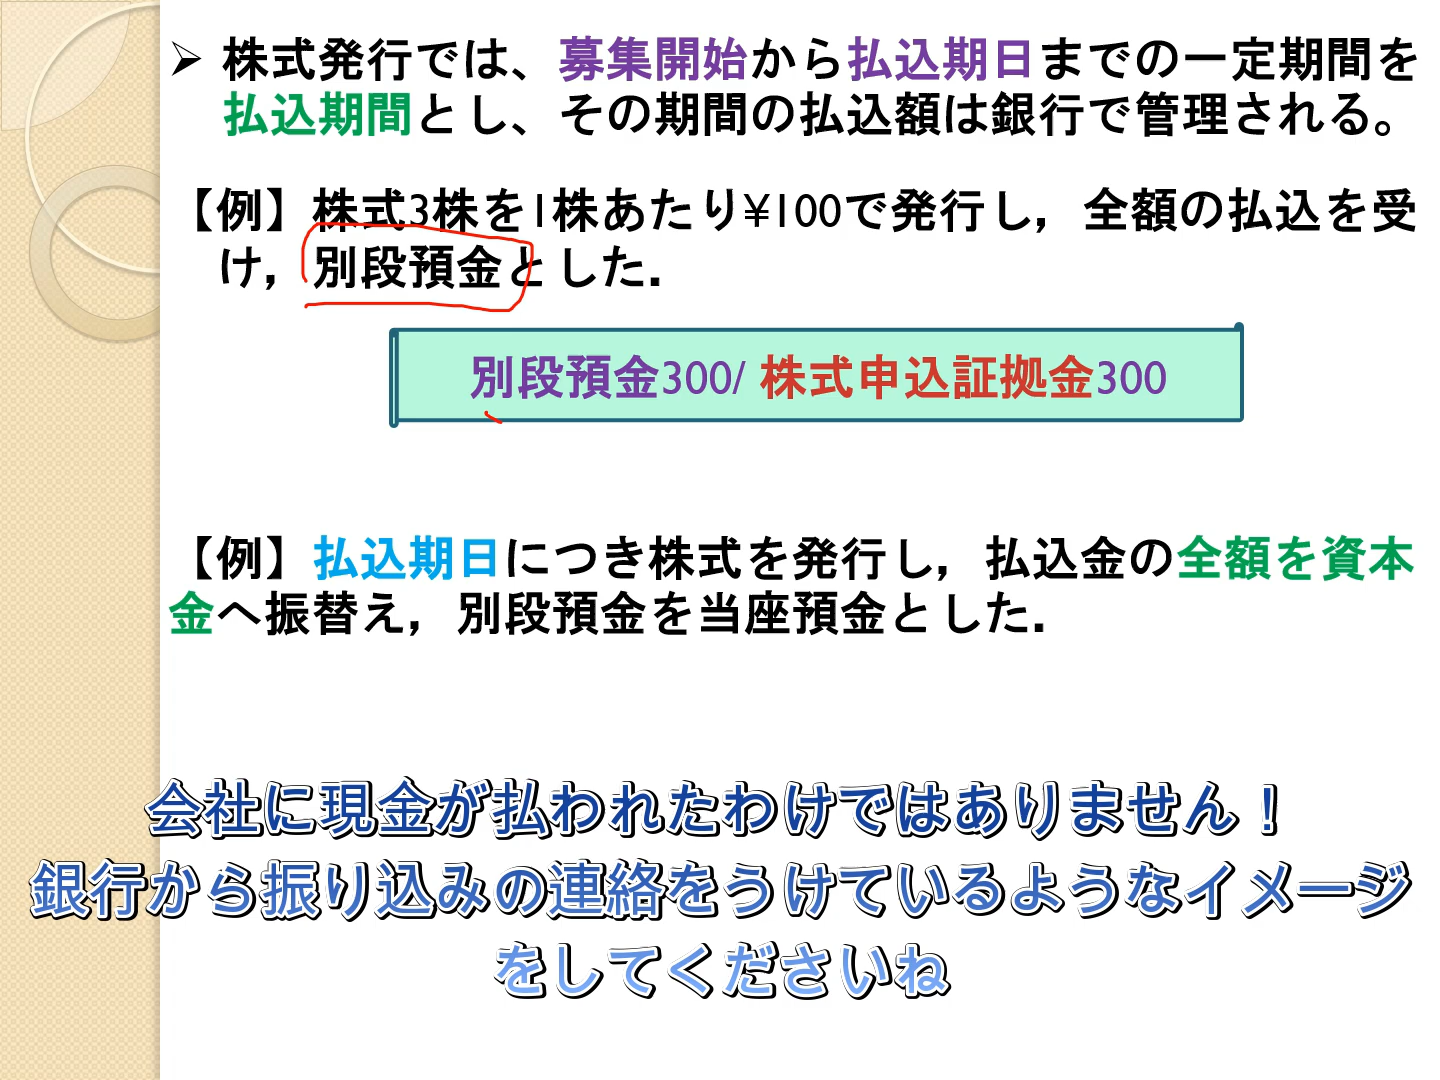 ➢ 株式発行では、募集開始から払込期日までの一定期間を
払込期間とし、その期間の払込額は銀行で管理される。
【例】株式3株を1株あたり¥100で発行し，全額の払込を受
け，別段預金とした．
別段預金300/ 株式申込証拠金300
【例】払込期日につき株式を発行し，払込金の全額を資本
金へ振替え，別段預金を当座預金とした．
会社に現金が払われたわけではありません！
銀行から振り込みの連絡をうけているようなイメージ
をしてくださいね